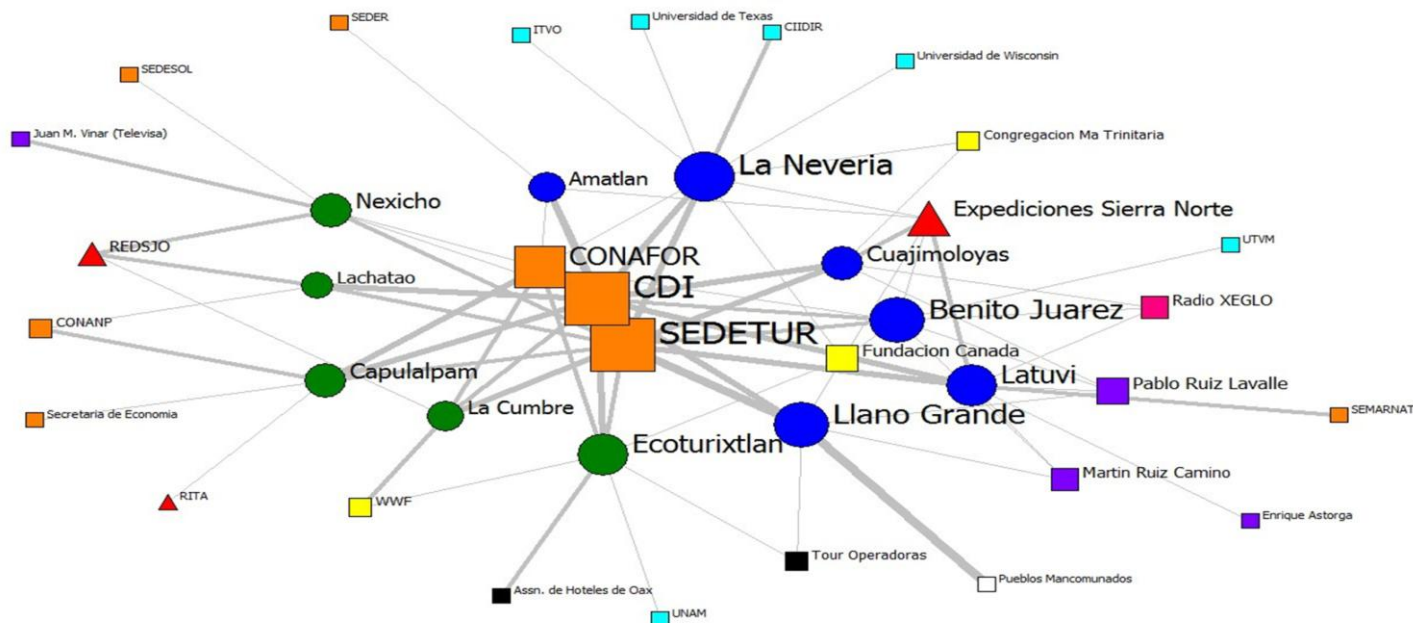 SEDER
ITVO
Universidad de Texas
CIIDIR
Universidad de Wisconsin
SEDESOL
Juan M. Vinar (Televisa)
Congregacion Ma Trinitaria
La Neveria
Amatlan
Nexicho
Expediciones Sierra Norte
REDSJO
CONAFOR
Cuajimoloyas
UTVM
Lachatao
CDI
Benito Juarez
Radio XEGLO
CONANP
SEDETUR
Fundacion Canada
Capulalpam
Latuvi
Pablo Ruiz Lavalle
La Cumbre
Llano Grande
SEMARNAT
Secretaria de Economia
Ecoturixtlan
Martin Ruiz Camino
RITA
WWF
Enrique Astorga
Tour Operadoras
Pueblos Mancomunados
Assn. de Hoteles de Oax
UNAM